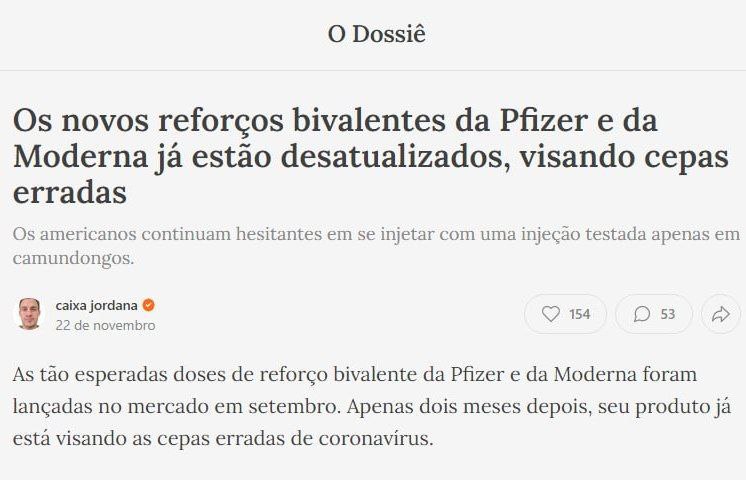 O Dossiê
Os novos reforços bivalentes da Pfizer e da
Moderna já estão desatualizados, visando cepas
erradas
Os americanos continuam hesitantes em se injetar com uma injeção testada apenas em
camundongos.
caixa jordana
22 de novembro
154
53
As tão esperadas doses de reforço bivalente da Pfizer e da Moderna foram
lançadas no mercado em setembro. Apenas dois meses depois, seu produto já
está visando as cepas erradas de coronavírus.